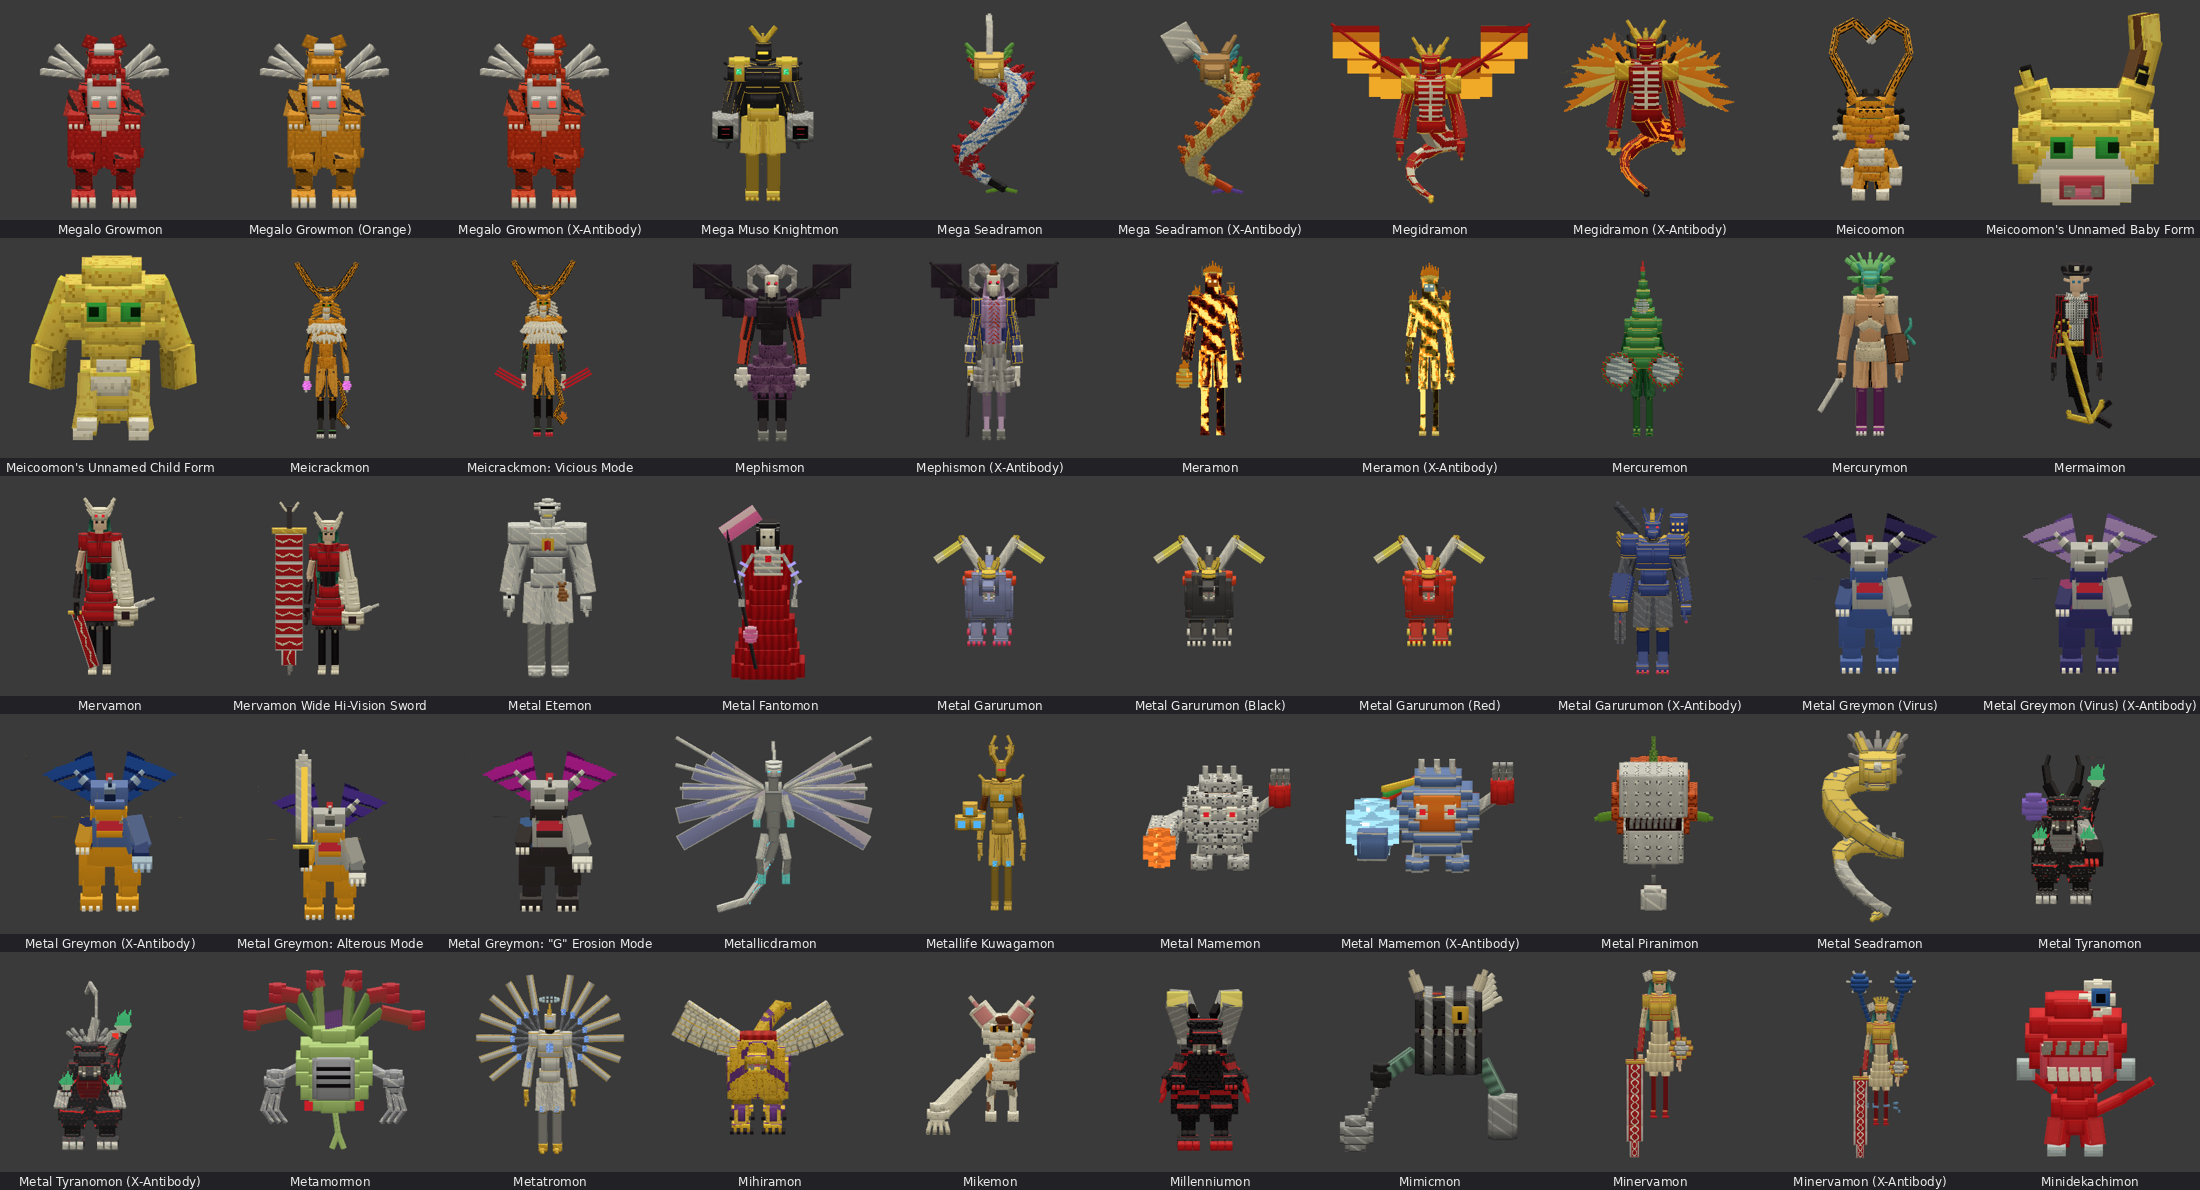 Megalo Growmon
Megalo Growmon (Orange)
Megalo Growmon (X-Antibody)
Mega Muso Knightmon
Mega Seadramon
Mega Seadramon (X-Antibody)
Megidramon
Megidramon (X-Antibody)
Meicoomon
Meicoomon's Unnamed Baby Form
Meicoomon's Unnamed Child Form
Meicrackmon
Meicrackmon: Vicious Mode
Mephismon
Mephismon (X-Antibody)
Meramon
Meramon (X-Antibody)
Mercuremon
Mercurymon
Mermaimon
Mervamon
Mervamon Wide Hi-Vision Sword
Metal Etemon
Metal Fantomon
Metal Garurumon
Metal Garurumon (Black)
Metal Garurumon (Red)
Metal Garurumon (X-Antibody)
Metal Greymon (Virus)
Metal Greymon (Virus) (X-Antibody)
Metal Greymon (X-Antibody)
Metal Greymon: Alterous Mode
Metal Greymon: "G" Erosion Mode
Metallicdramon
Metallife Kuwagamon
Metal Mamemon
Metal Mamemon (X-Antibody)
Metal Piranimon
Metal Seadramon
Metal Tyranomon
Metal Tyranomon (X-Antibody)
Metamormon
Metatromon
Mihiramon
Mikemon
Millenniumon
Mimicmon
Minervamon
Minervamon (X-Antibody)
Minidekachimon